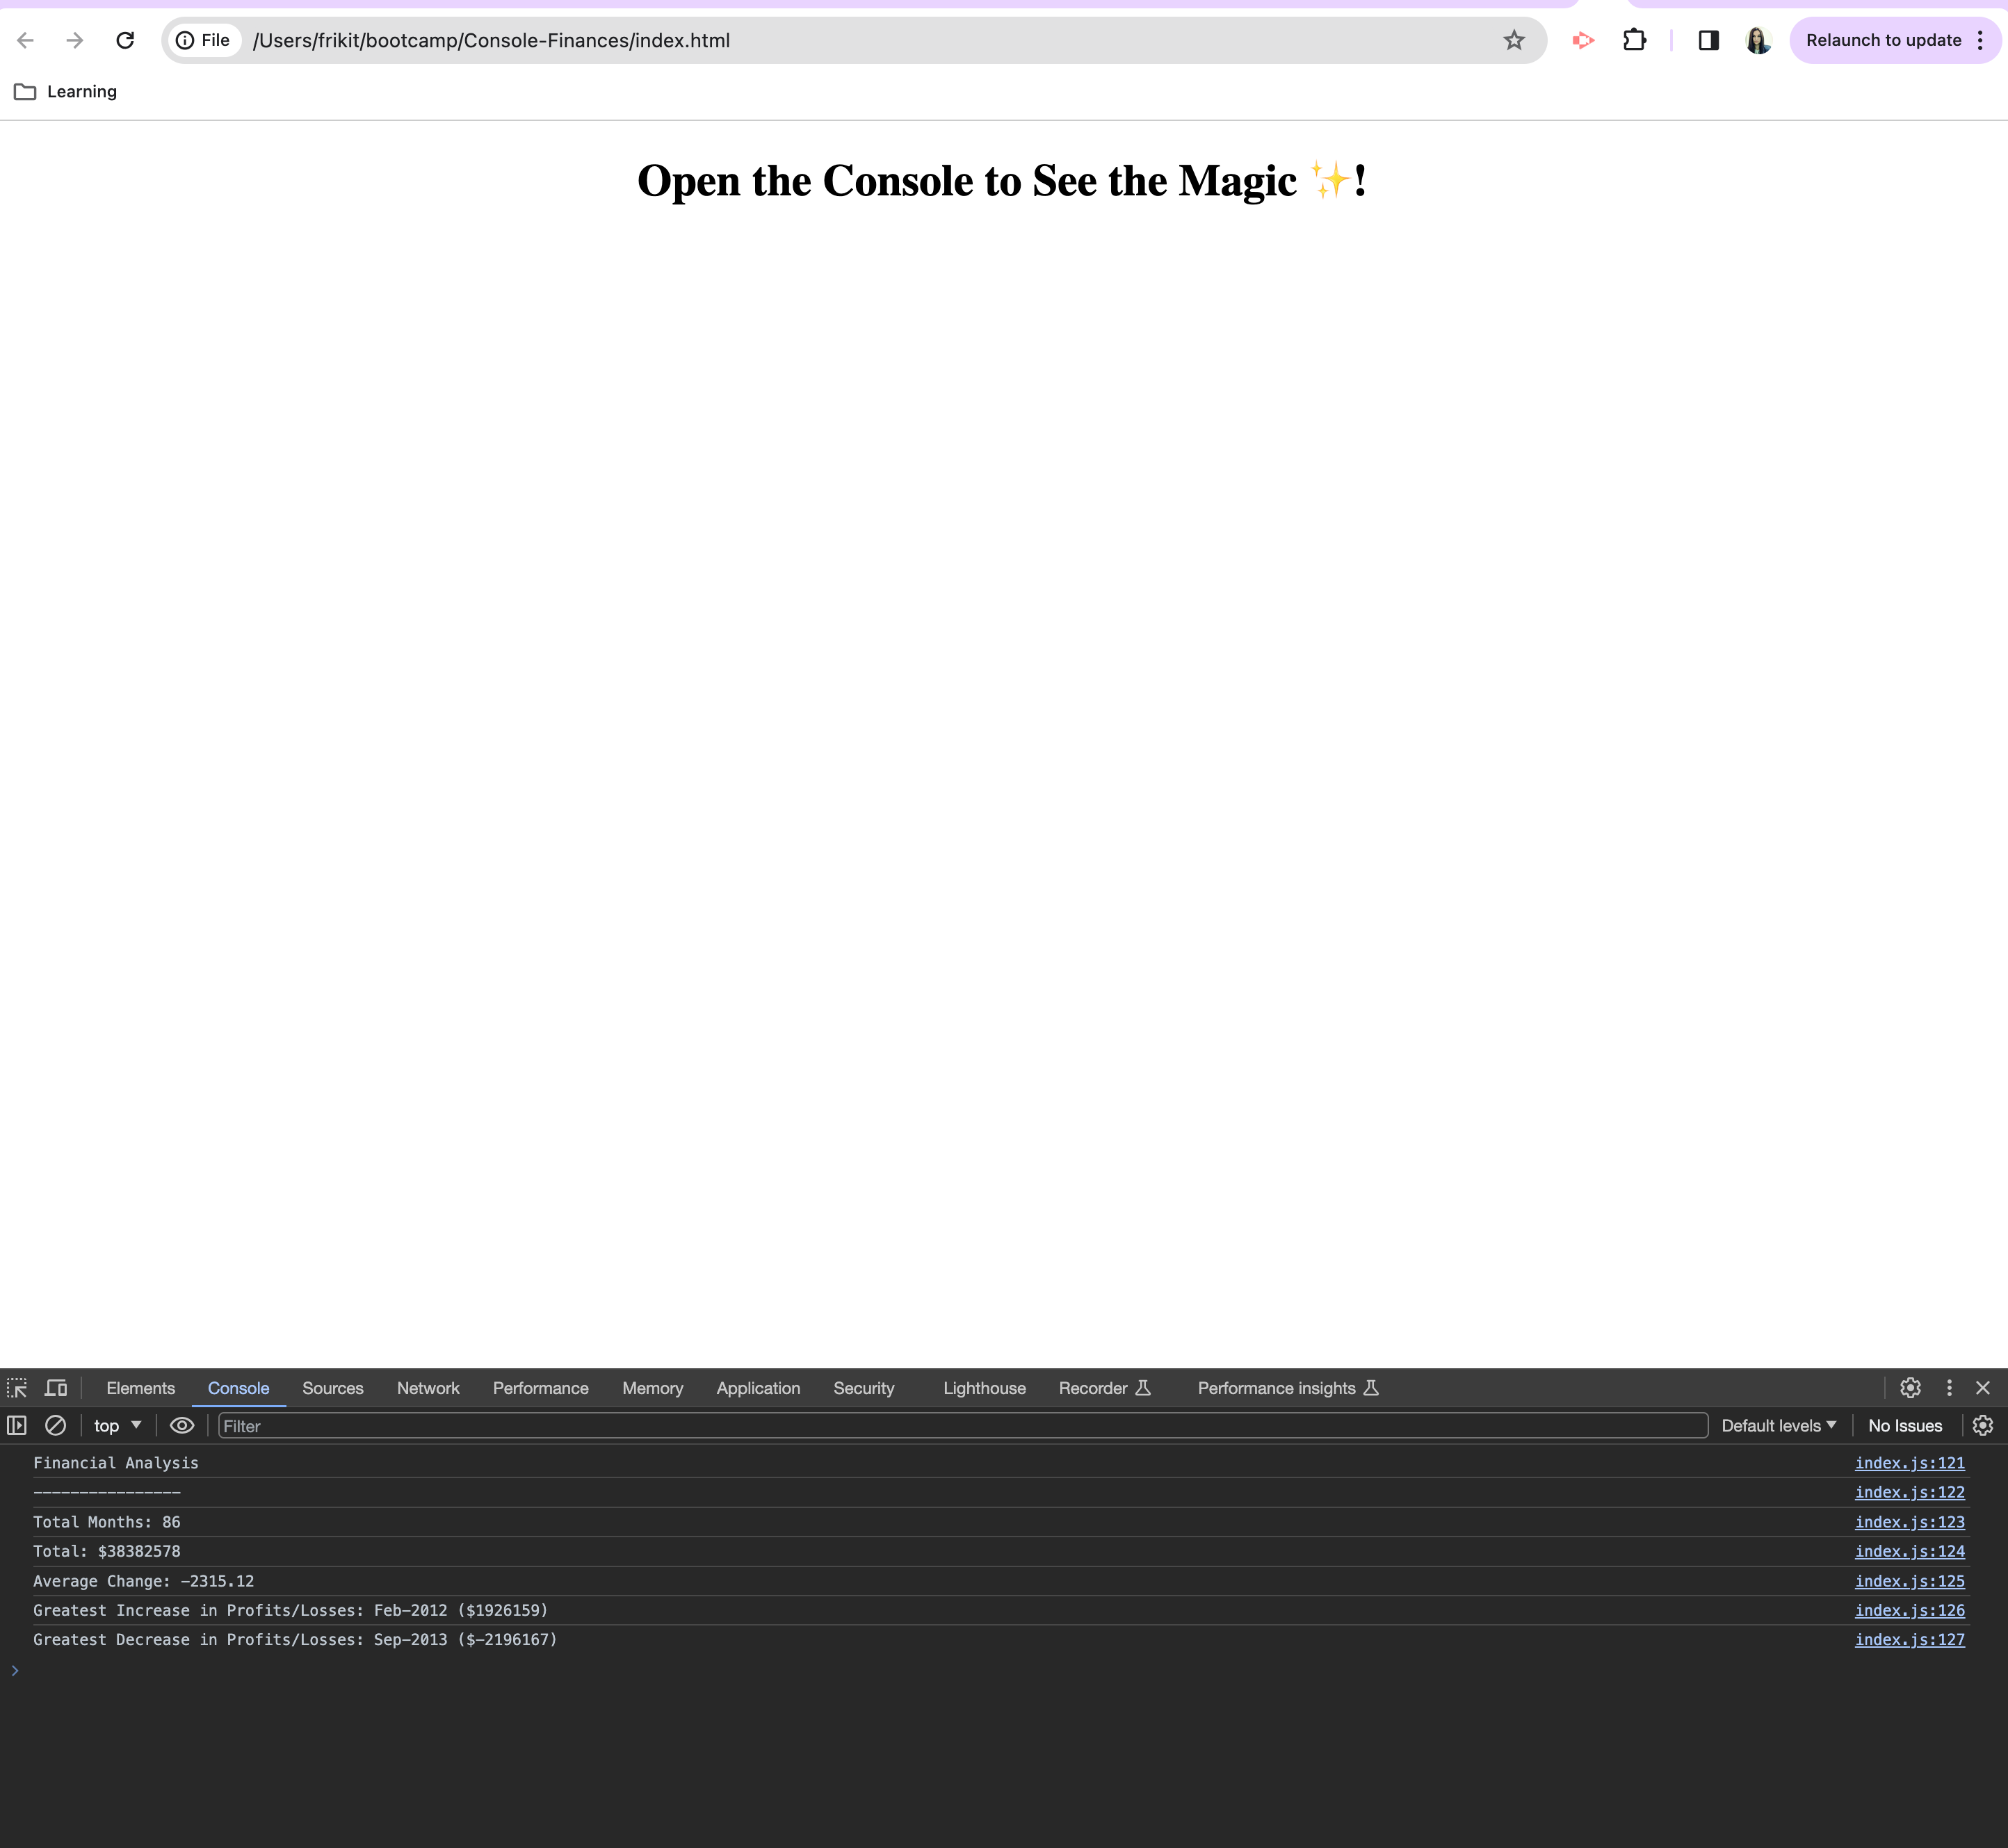 File /Users/frikit/bootcamp/Console-Finances/index.html Relaunch to update
Learning
Open the Console to See the Magic ✨!
Elements Console Sources Network Performance Memory Application Security Lighthouse Recorder Performance insights
top Filter Default levels No Issues
Financial Analysis index.js:121
---------------- index.js:122
Total Months: 86 index.js:123
Total: $38382578 index.js:124
Average Change: -2315.12 index.js:125
Greatest Increase in Profits/Losses: Feb-2012 ($1926159) index.js:126
Greatest Decrease in Profits/Losses: Sep-2013 ($-2196167) index.js:127